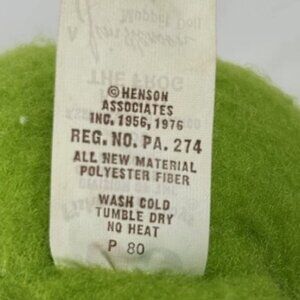 © HENSON
ASSOCIATES
INC. 1956, 1976
REG. NO. PA. 274
ALL NEW MATERIAL
POLYESTER FIBER
WASH COLD
TUMBLE DRY
NO HEAT
P 80